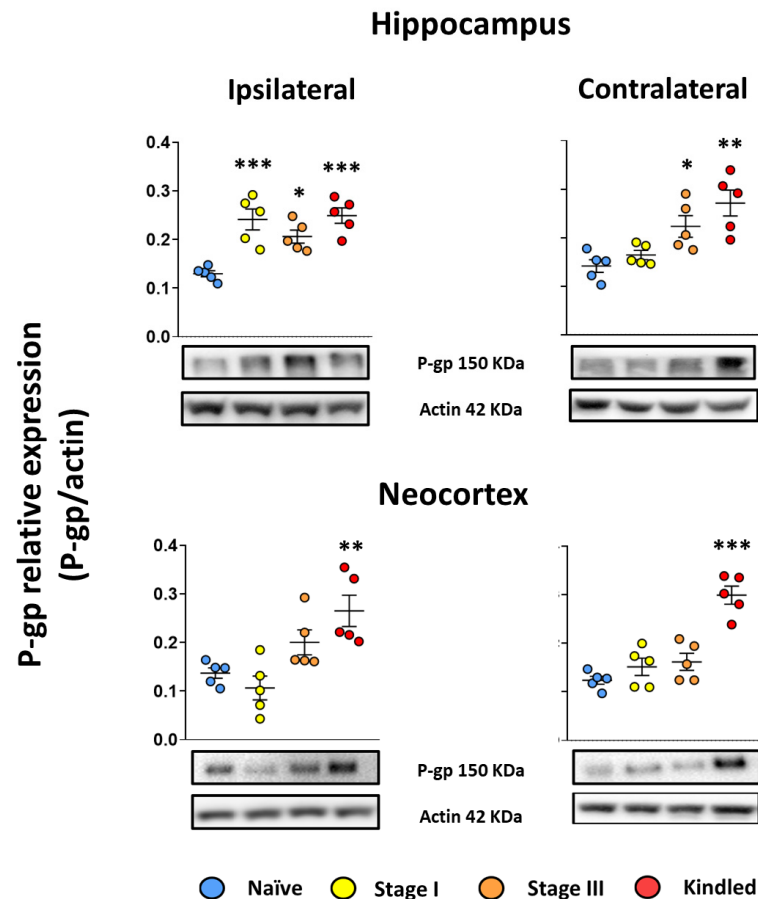 Hippocampus
Ipsilateral
Contralateral
P-gp relative expression
(P-gp/actin)
0.4
0.3
0.2
0.1
0.0
***
*
***
*
**
P-gp 150 KDa
Actin 42 KDa
Neocortex
0.4
0.3
0.2
0.1
0.0
**
***
P-gp 150 KDa
Actin 42 KDa
Naïve
Stage I
Stage III
Kindled